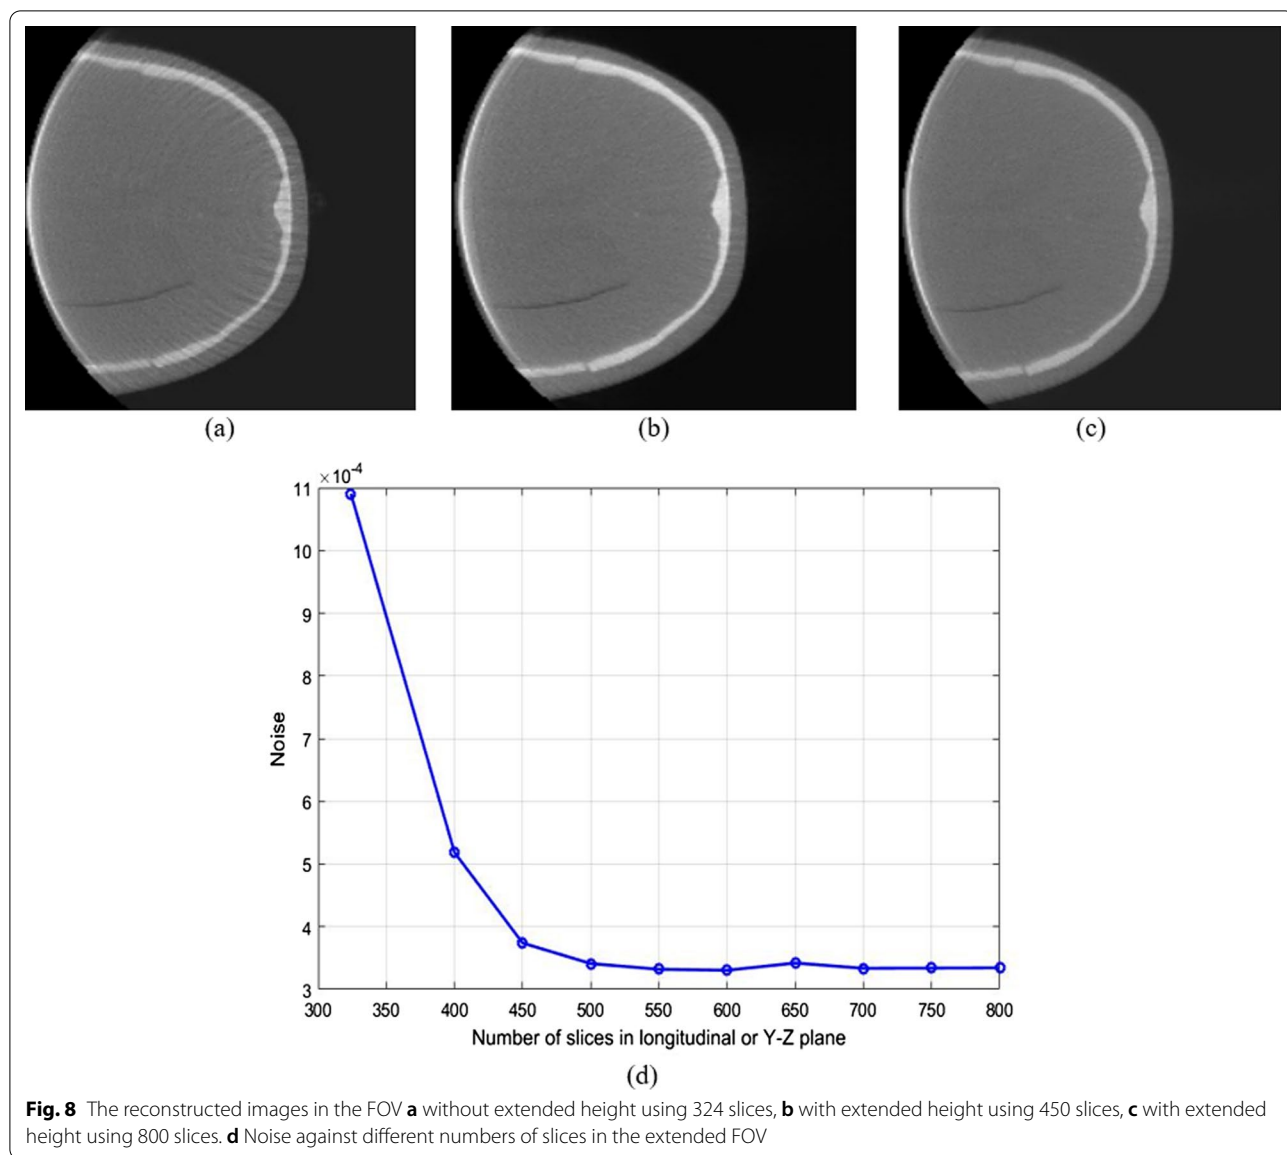 (a) (b) (c)
×10-4
11
10
9
8
7
6
5
4
3
Noise
300 350 400 450 500 550 600 650 700 750 800
Number of slices in longitudinal or Y-Z plane
(d)
Fig. 8 The reconstructed images in the FOV a without extended height using 324 slices, b with extended height using 450 slices, c with extended
height using 800 slices. d Noise against different numbers of slices in the extended FOV